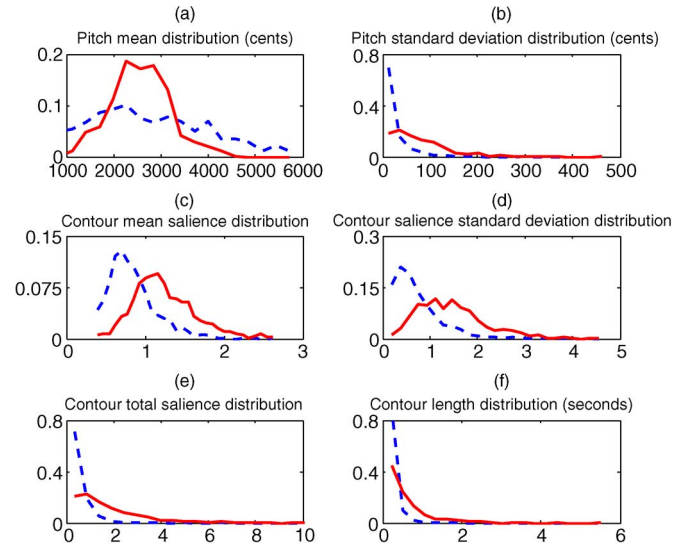 (a)
Pitch mean distribution (cents)
0.2
0.1
0
1000 2000 3000 4000 5000 6000
(b)
Pitch standard deviation distribution (cents)
0.8
0.4
0
0 100 200 300 400 500
(c)
Contour mean salience distribution
0.15
0.075
0
0 1 2 3
(d)
Contour salience standard deviation distribution
0.3
0.15
0
0 1 2 3 4 5
(e)
Contour total salience distribution
0.8
0.4
0
0 2 4 6 8 10
(f)
Contour length distribution (seconds)
0.8
0.4
0
0 2 4 6